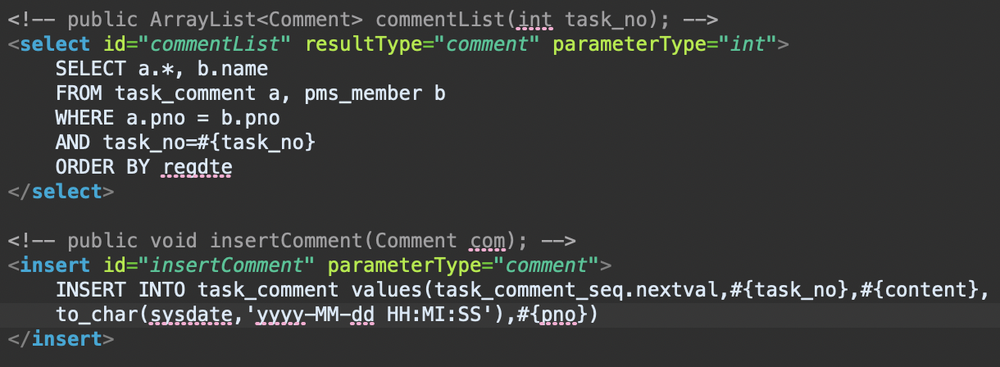 <!-- public ArrayList<Comment> commentList(int task_no); -->
<select id="commentList" resultType="comment" parameterType="int">
    SELECT a.*, b.name
    FROM task_comment a, pms_member b
    WHERE a.pno = b.pno
    AND task_no=#{task_no}
    ORDER BY regdte
</select>

<!-- public void insertComment(Comment com); -->
<insert id="insertComment" parameterType="comment">
    INSERT INTO task_comment values(task_comment_seq.nextval,#{task_no},#{content},
    to_char(sysdate,'yyyy-MM-dd HH:MI:SS'),#{pno})
</insert>